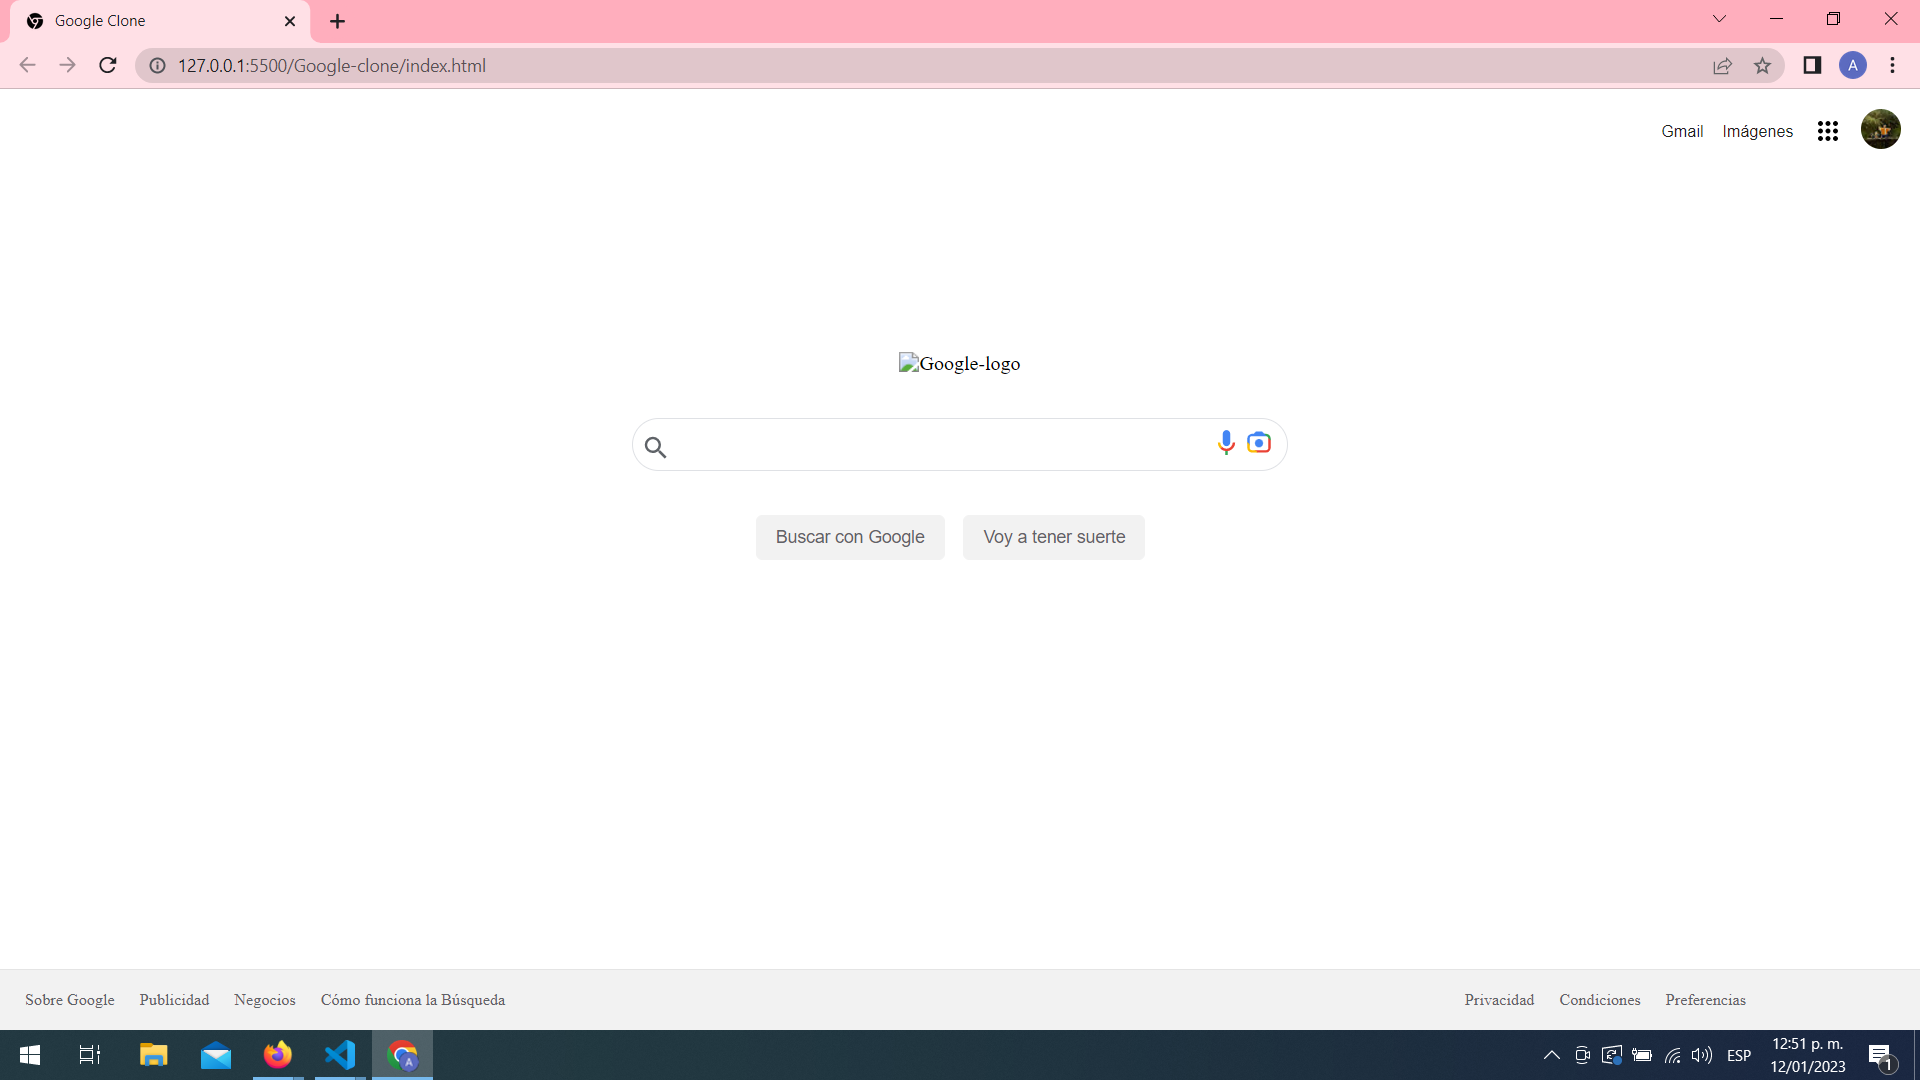 Google Clone
127.0.0.1:5500/Google-clone/index.html
A
Gmail Imágenes
Google-logo
Buscar con Google Voy a tener suerte
Sobre Google Publicidad Negocios Cómo funciona la Búsqueda Privacidad Condiciones Preferencias
A
ESP
12:51 p. m.
12/01/2023
1